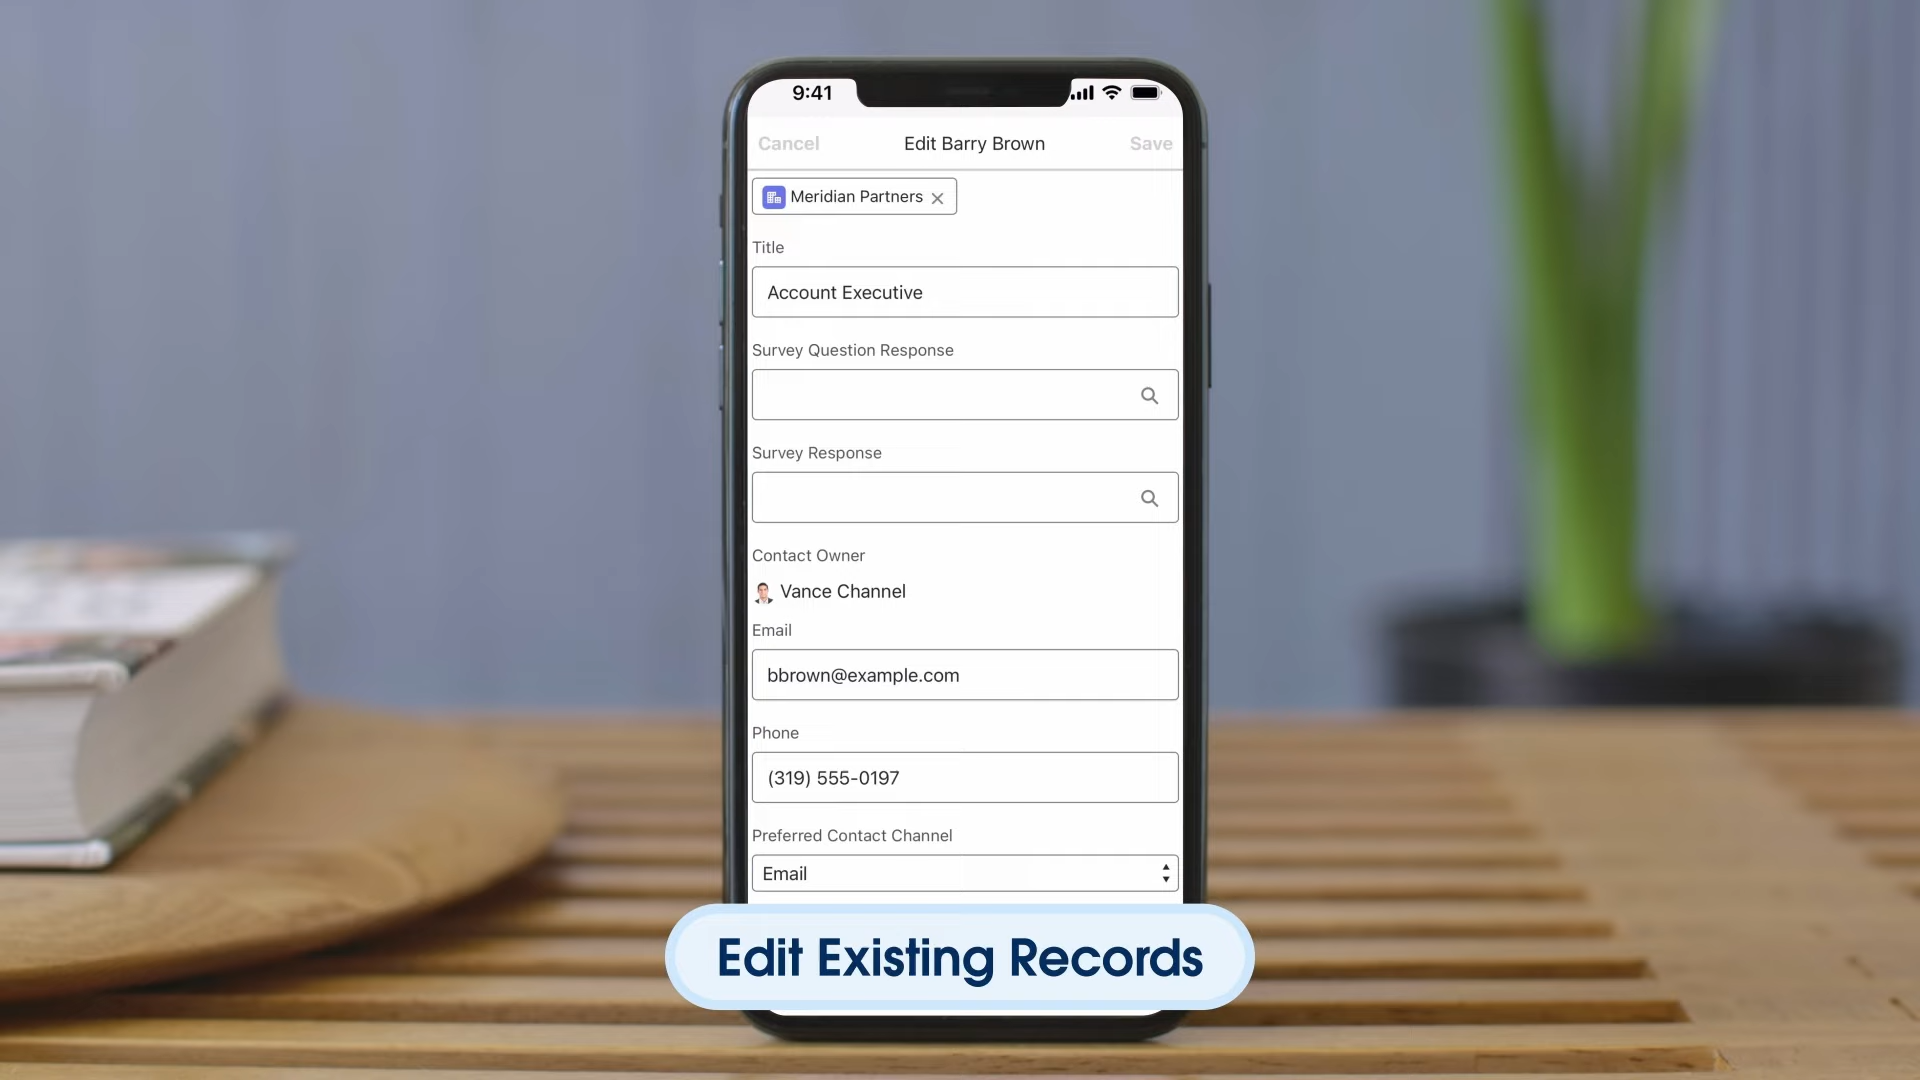 9:41
Cancel Edit Barry Brown Save
Meridian Partners
Title
Account Executive
Survey Question Response
Survey Response
Contact Owner
Vance Channel
Email
bbrown@example.com
Phone
(319) 555-0197
Preferred Contact Channel
Email
Edit Existing Records